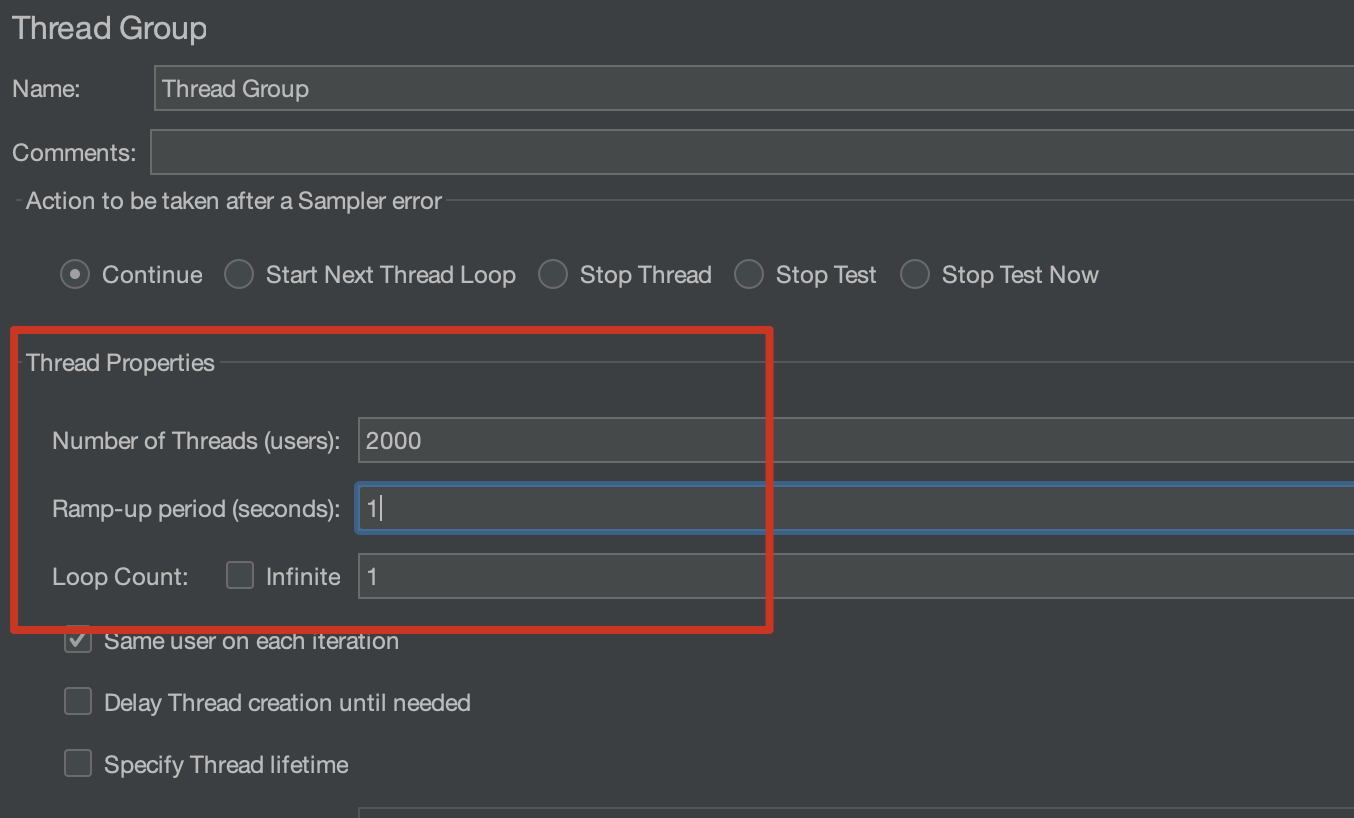 Thread Group
Name: Thread Group
Comments:
Action to be taken after a Sampler error
Continue Start Next Thread Loop Stop Thread Stop Test Stop Test Now
Thread Properties
Number of Threads (users): 2000
Ramp-up period (seconds): 1
Loop Count: Infinite 1
Same user on each iteration
Delay Thread creation until needed
Specify Thread lifetime